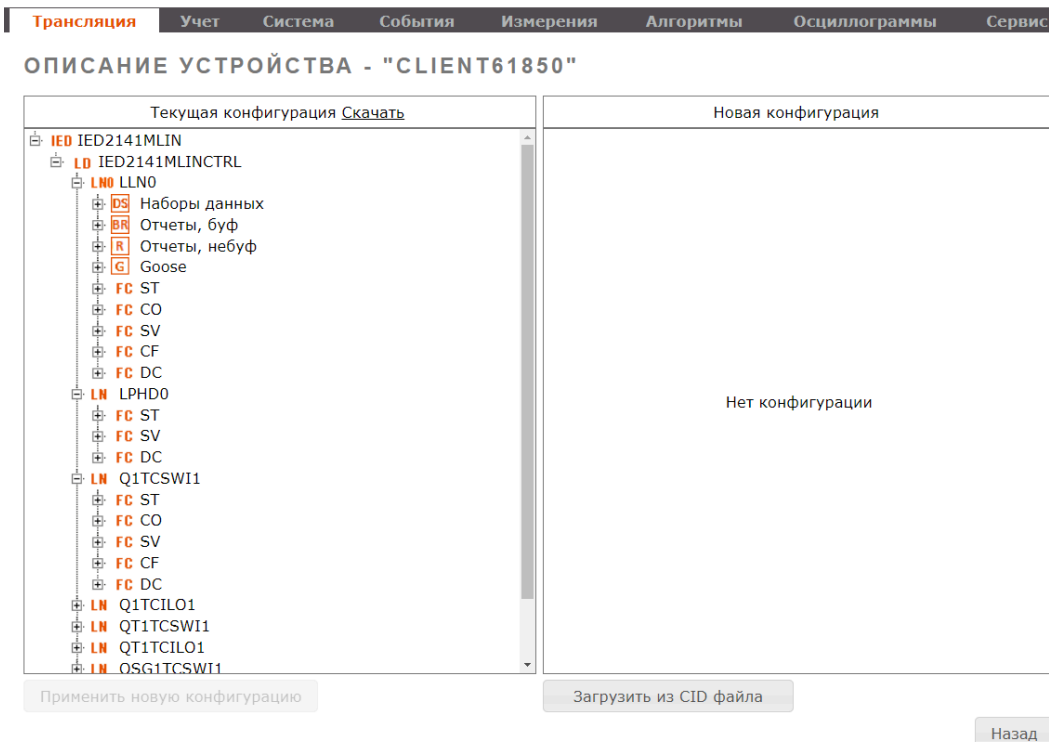 Трансляция Учет Система События Измерения Алгоритмы Осциллограммы Сервис
ОПИСАНИЕ УСТРОЙСТВА - "CLIENT61850"
Текущая конфигурация Скачать
IED IED2141MLIN
LD IED2141MLINCTRL
LN0 LLN0
DS Наборы данных
BR Отчеты, буф
R Отчеты, небуф
G Goose
FC ST
FC CO
FC SV
FC CF
FC DC
LN LPHD0
FC ST
FC SV
FC DC
LN Q1TCSWI1
FC ST
FC CO
FC SV
FC CF
FC DC
LN Q1TCILO1
LN QT1TCSWI1
LN QT1TCILO1
LN QSG1TCSWI1
Применить новую конфигурацию
Новая конфигурация
Нет конфигурации
Загрузить из CID файла
Назад